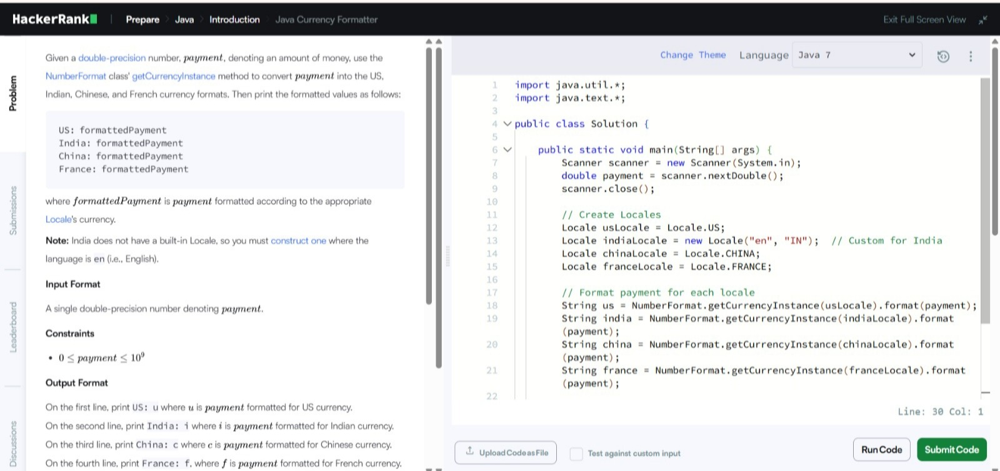 HackerRank | Prepare Java Introduction Java Currency Formatter Exit Full Screen View
Problem
Submissions
Leaderboard
Discussions
Given a double-precision number, payment, denoting an amount of money, use the
NumberFormat class' getCurrencyInstance method to convert payment into the US,
Indian, Chinese, and French currency formats. Then print the formatted values as follows:
US: formattedPayment
India: formattedPayment
China: formattedPayment
France: formattedPayment
where formattedPayment is payment formatted according to the appropriate
Locale's currency.
Note: India does not have a built-in Locale, so you must construct one where the
language is en (i.e., English).
Input Format
A single double-precision number denoting payment.
Constraints
• 0 ≤ payment ≤ 10⁹
Output Format
On the first line, print US: u where u is payment formatted for US currency.
On the second line, print India: i where i is payment formatted for Indian currency.
On the third line, print China: c where c is payment formatted for Chinese currency.
On the fourth line, print France: f, where f is payment formatted for French currency.
Change Theme Language Java 7
1 import java.util.*;
2 import java.text.*;
3
4 public class Solution {
5
6 public static void main(String[] args) {
7 Scanner scanner = new Scanner(System.in);
8 double payment = scanner.nextDouble();
9 scanner.close();
10
11 // Create Locales
12 Locale usLocale = Locale.US;
13 Locale indiaLocale = new Locale("en", "IN"); // Custom for India
14 Locale chinaLocale = Locale.CHINA;
15 Locale franceLocale = Locale.FRANCE;
16
17 // Format payment for each locale
18 String us = NumberFormat.getCurrencyInstance(usLocale).format(payment);
19 String india = NumberFormat.getCurrencyInstance(indiaLocale).format
(payment);
20 String china = NumberFormat.getCurrencyInstance(chinaLocale).format
(payment);
21 String france = NumberFormat.getCurrencyInstance(franceLocale).format
(payment);
22
Line: 30 Col: 1
Upload Code as File Test against custom input Run Code Submit Code